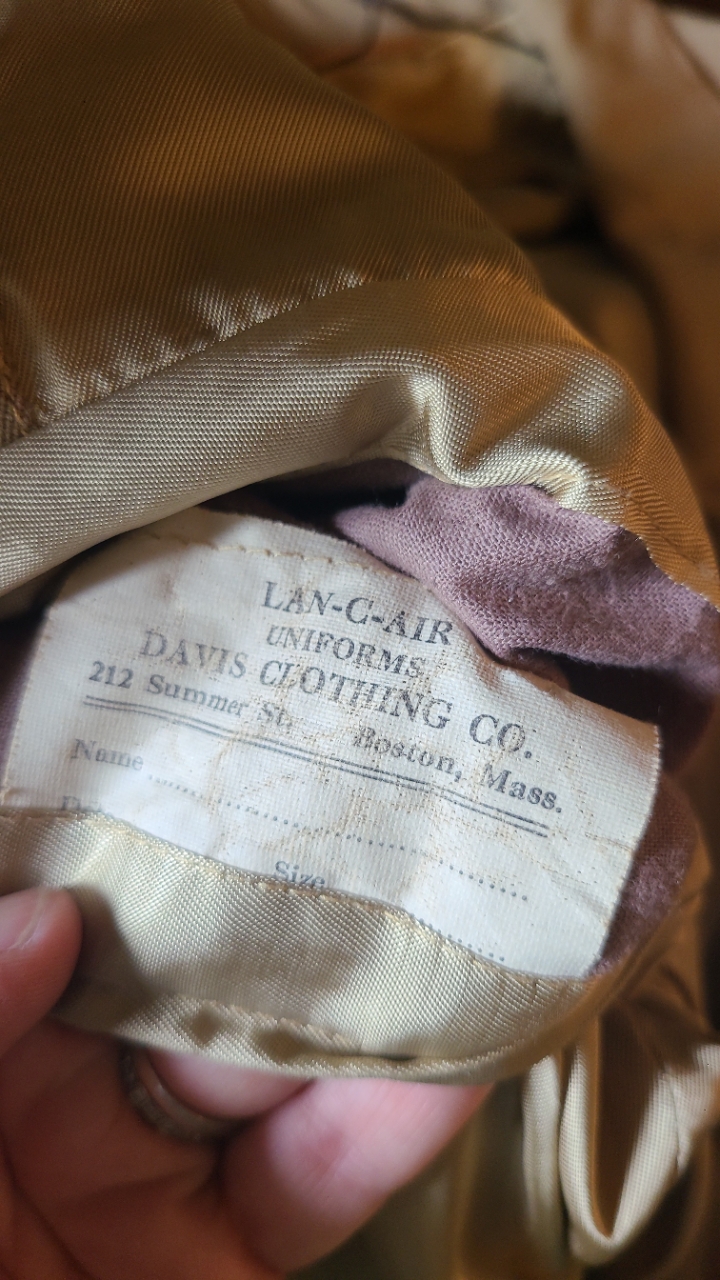 LAN-C-AIR
UNIFORMS
DAVIS CLOTHING CO.
212 Summer St. Boston, Mass.
Name
Size